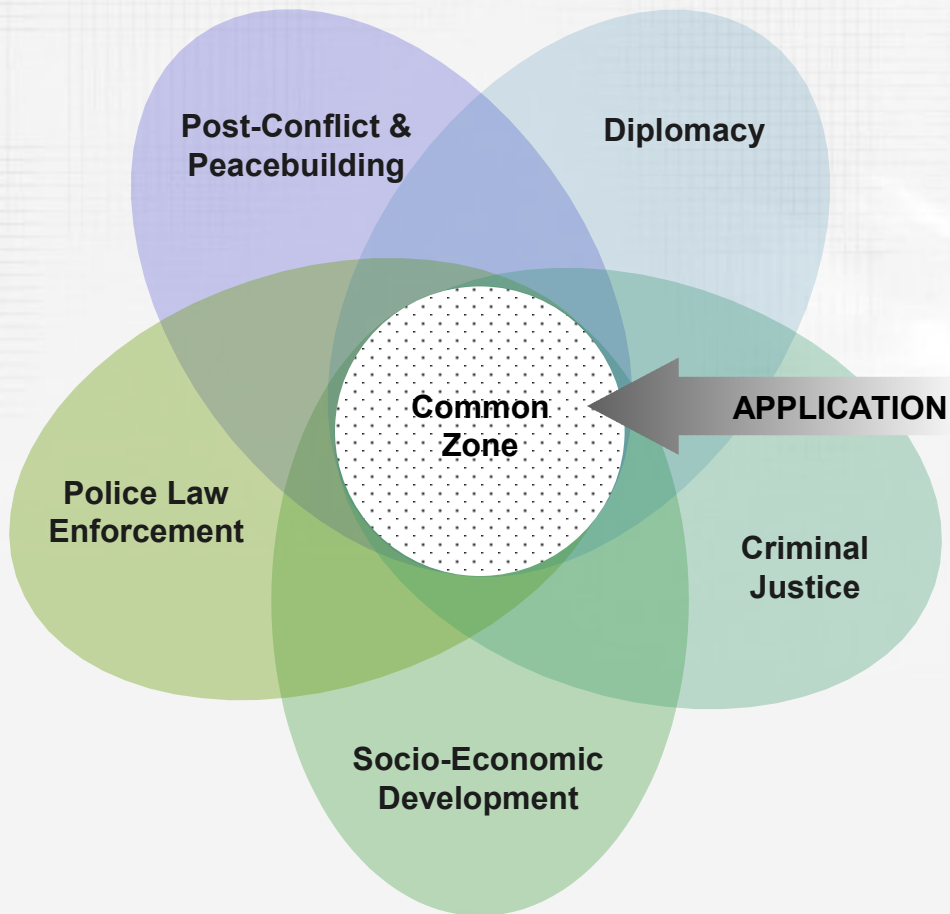 Post-Conflict &
Peacebuilding
Diplomacy
Common
Zone
APPLICATION
Police Law
Enforcement
Criminal
Justice
Socio-Economic
Development